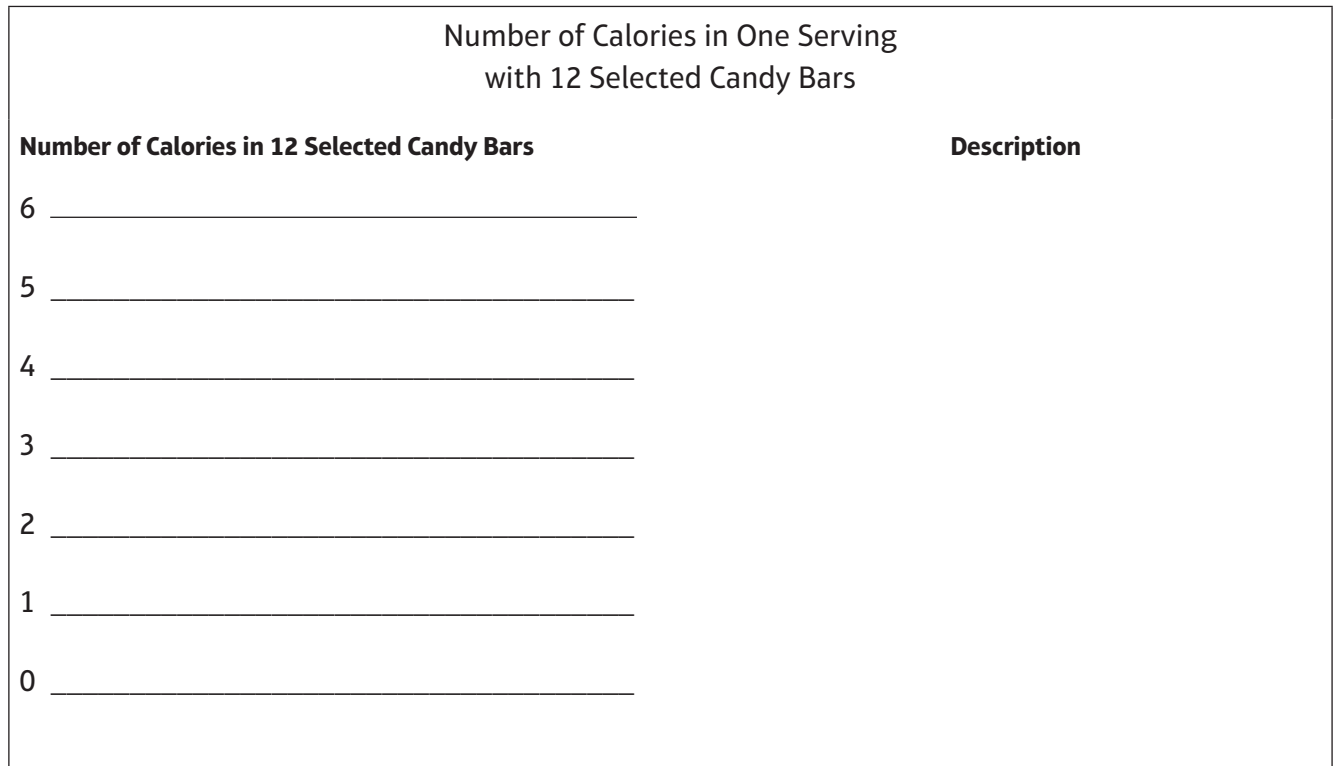 Number of Calories in One Serving
with 12 Selected Candy Bars
Number of Calories in 12 Selected Candy Bars Description
6
5
4
3
2
1
0